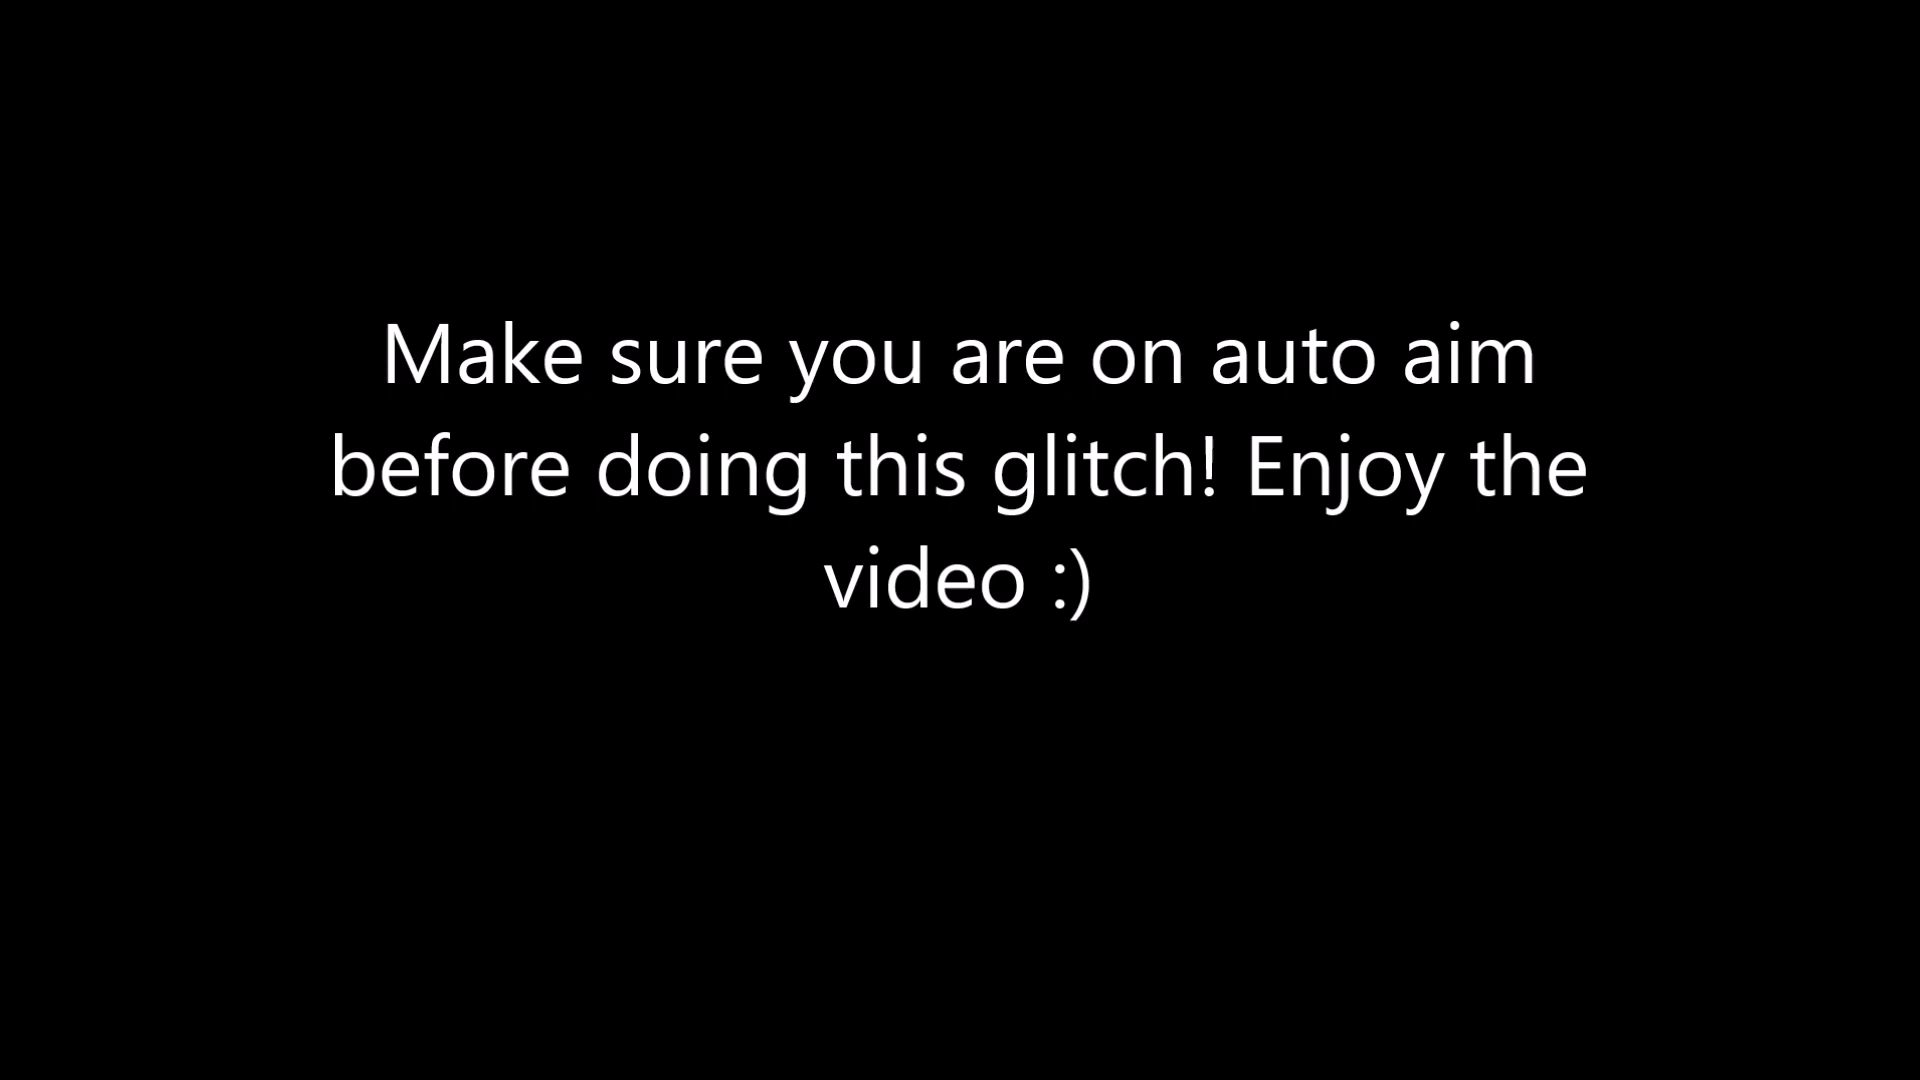 Make sure you are on auto aim
before doing this glitch! Enjoy the
video :)